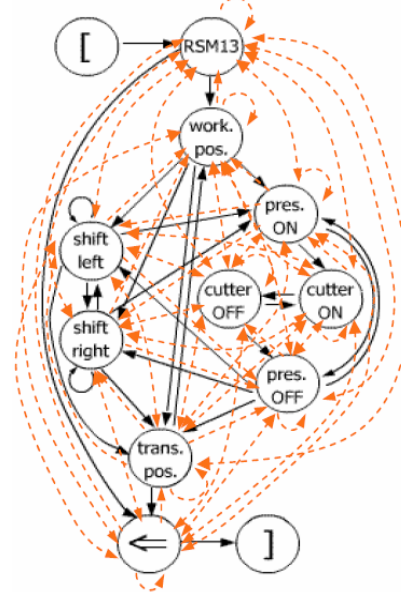 [
RSM13
work.
pos.
pres.
ON
shift
left
cutter
OFF
cutter
ON
shift
right
pres.
OFF
trans.
pos.
⇐
]